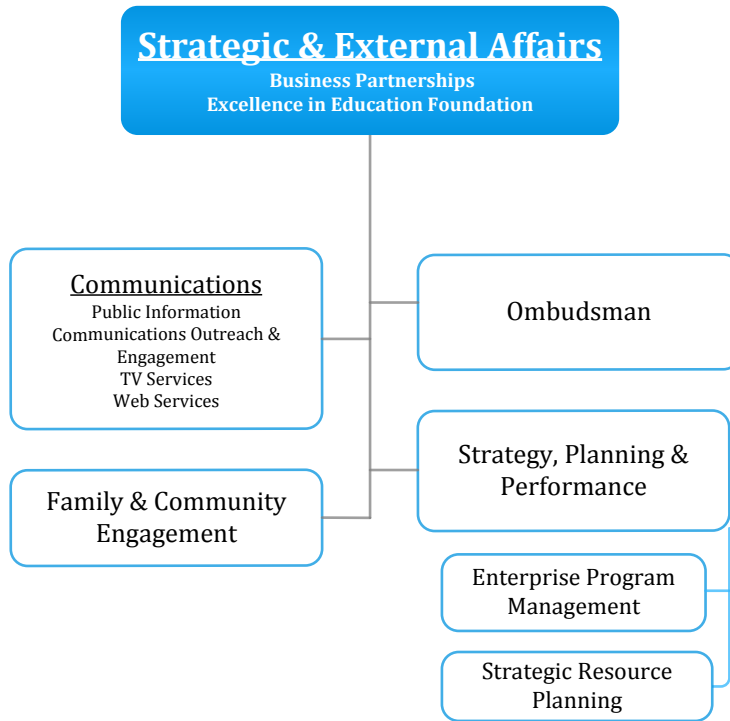 Strategic & External Affairs
Business Partnerships
Excellence in Education Foundation
Communications
Public Information
Communications Outreach &
Engagement
TV Services
Web Services
Ombudsman
Family & Community
Engagement
Strategy, Planning &
Performance
Enterprise Program
Management
Strategic Resource
Planning